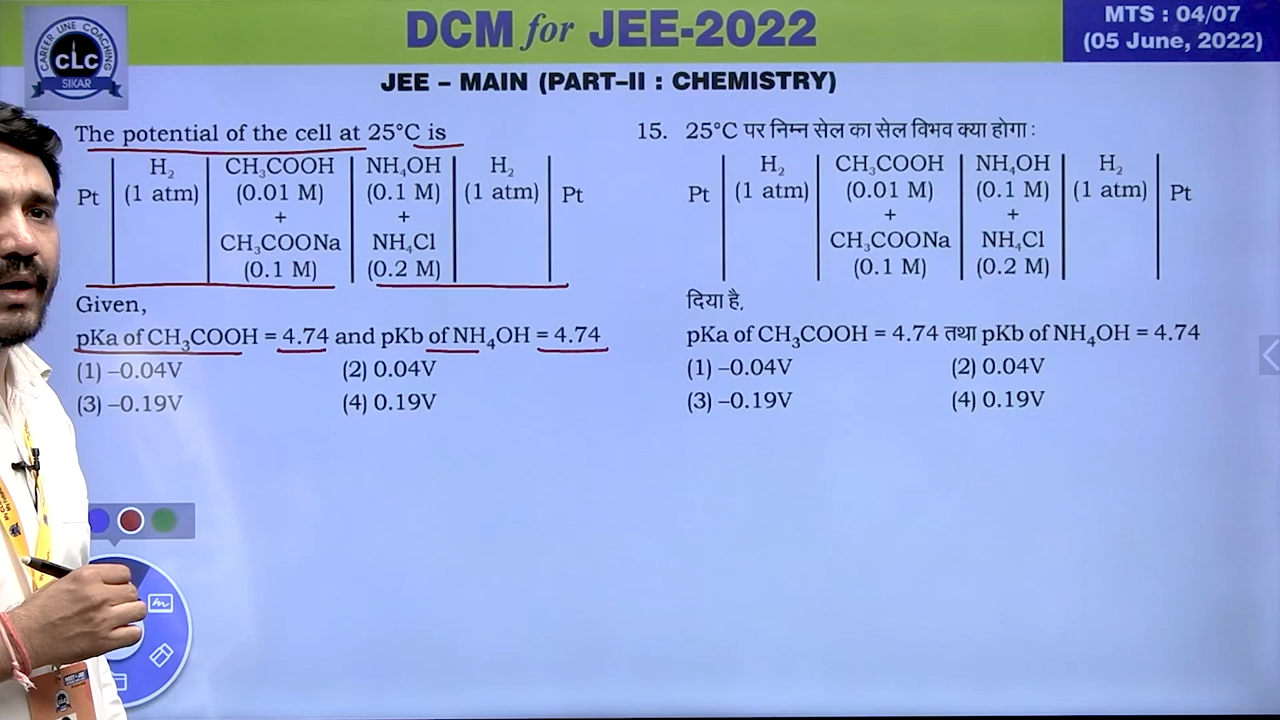 CAREER LINE COACHING
CLC
SIKAR
DCM for JEE-2022
MTS : 04/07
(05 June, 2022)
JEE – MAIN (PART–II : CHEMISTRY)
The potential of the cell at 25°C is
Pt | H₂ (1 atm) | CH₃COOH (0.01 M) + CH₃COONa (0.1 M) | NH₄OH (0.1 M) + NH₄Cl (0.2 M) | H₂ (1 atm) | Pt
Given,
pKa of CH₃COOH = 4.74 and pKb of NH₄OH = 4.74
(1) –0.04V (2) 0.04V
(3) –0.19V (4) 0.19V
15. 25°C पर निम्न सेल का सेल विभव क्या होगा :
Pt | H₂ (1 atm) | CH₃COOH (0.01 M) + CH₃COONa (0.1 M) | NH₄OH (0.1 M) + NH₄Cl (0.2 M) | H₂ (1 atm) | Pt
दिया है,
pKa of CH₃COOH = 4.74 तथा pKb of NH₄OH = 4.74
(1) –0.04V (2) 0.04V
(3) –0.19V (4) 0.19V